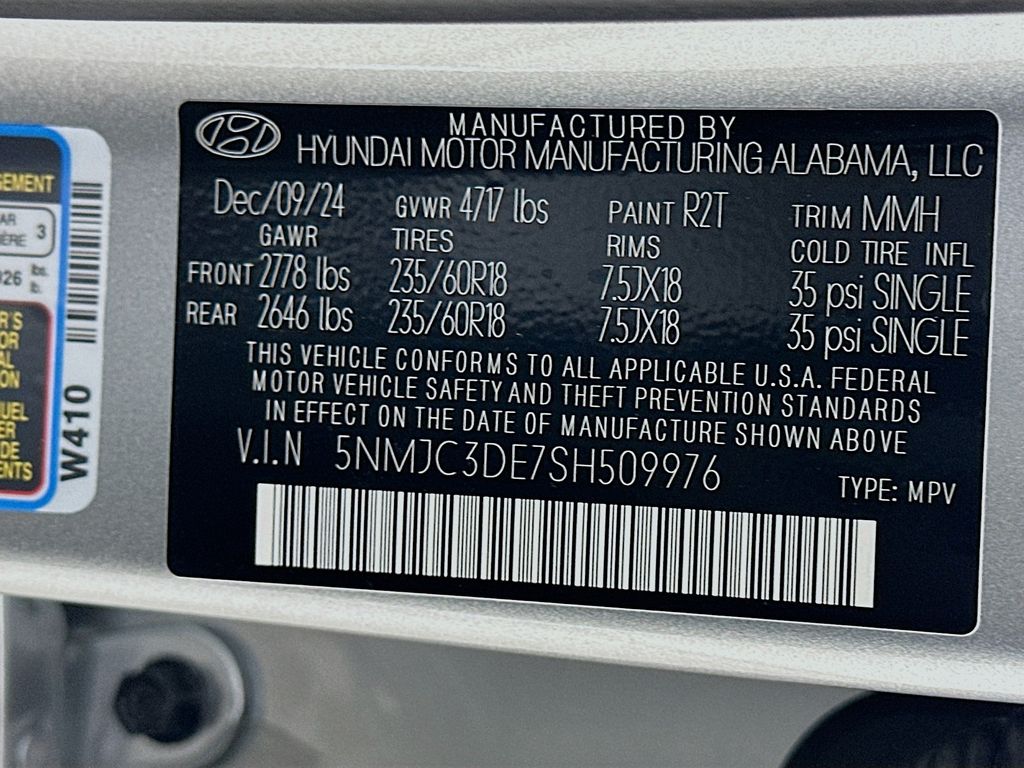 MANUFACTURED BY
HYUNDAI MOTOR MANUFACTURING ALABAMA, LLC
Dec/09/24 GVWR 4717 lbs PAINT R2T TRIM MMH
GAWR TIRES RIMS COLD TIRE INFL
FRONT 2778 lbs 235/60R18 7.5JX18 35 psi SINGLE
REAR 2646 lbs 235/60R18 7.5JX18 35 psi SINGLE
THIS VEHICLE CONFORMS TO ALL APPLICABLE U.S.A. FEDERAL
MOTOR VEHICLE SAFETY AND THEFT PREVENTION STANDARDS
IN EFFECT ON THE DATE OF MANUFACTURE SHOWN ABOVE
V.I.N 5NMJC3DE7SH509976
TYPE: MPV
W410
3
lbs.